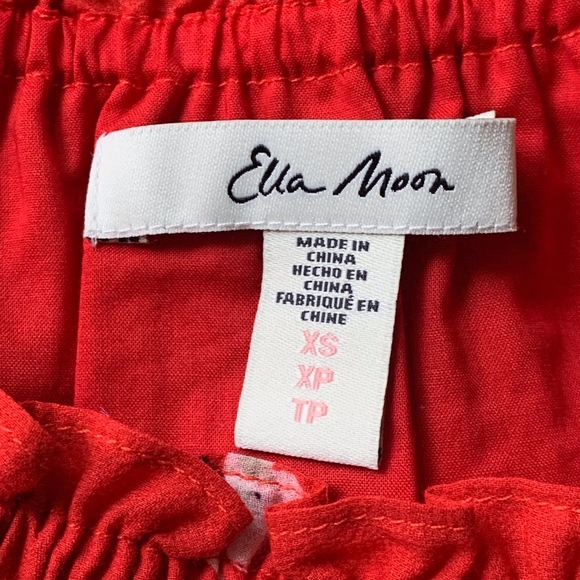 Ella Moon
MADE IN
CHINA
HECHO EN
CHINA
FABRIQUÉ EN
CHINE
XS
XP
TP